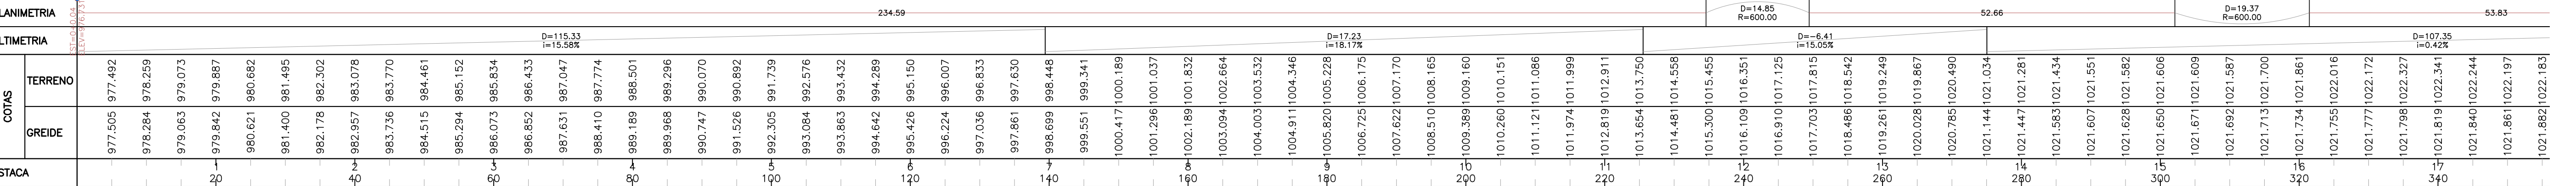 LANIMETRIA
234.59
D=14.85
R=600.00
52.66
D=19.37
R=600.00
53.83
LTIMETRIA
D=115.33
i=15.58%
D=17.23
i=18.17%
D=-6.41
i=15.05%
D=107.35
i=0.42%
COTAS
TERRENO
977.492 978.259 979.073 979.887 980.682 981.495 982.302 983.078 983.770 984.461 985.152 985.834 986.433 987.047 987.774 988.501 989.296 990.070 990.892 991.739 992.576 993.432 994.289 995.150 996.007 996.833 997.630 998.448 999.341 1000.189 1001.037 1001.832 1002.664 1003.532 1004.346 1005.228 1006.175 1007.170 1008.165 1009.160 1010.151 1011.086 1011.999 1012.911 1013.750 1014.558 1015.455 1016.351 1017.125 1017.815 1018.542 1019.249 1019.867 1020.490 1021.034 1021.281 1021.434 1021.551 1021.582 1021.606 1021.609 1021.587 1021.700 1021.861 1022.016 1022.172 1022.327 1022.341 1022.244 1022.197 1022.183
GREIDE
977.505 978.284 979.063 979.842 980.621 981.400 982.178 982.957 983.736 984.515 985.294 986.073 986.852 987.631 988.410 989.189 989.968 990.747 991.526 992.305 993.084 993.863 994.642 995.426 996.224 997.036 997.861 998.699 999.551 1000.417 1001.296 1002.189 1003.094 1004.003 1004.911 1005.820 1006.725 1007.622 1008.510 1009.389 1010.260 1011.121 1011.974 1012.819 1013.654 1014.481 1015.300 1016.109 1016.910 1017.703 1018.486 1019.261 1020.028 1020.785 1021.144 1021.447 1021.583 1021.607 1021.628 1021.650 1021.671 1021.692 1021.713 1021.734 1021.755 1021.777 1021.798 1021.819 1021.840 1021.861 1021.882
STACA
1 2 3 4 5 6 7 8 9 10 11 12 13 14 15 16 17
20 40 60 80 100 120 140 160 180 200 220 240 260 280 300 320 340